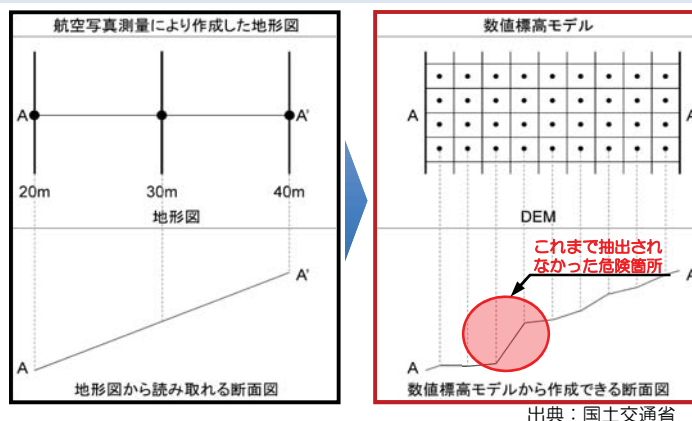 航空写真測量により作成した地形図
A
A'
20m
30m
40m
地形図
A'
A
地形図から読み取れる断面図
数値標高モデル
A
A
DEM
これまで抽出され
なかった危険箇所
A
A
数値標高モデルから作成できる断面図
出典：国土交通省